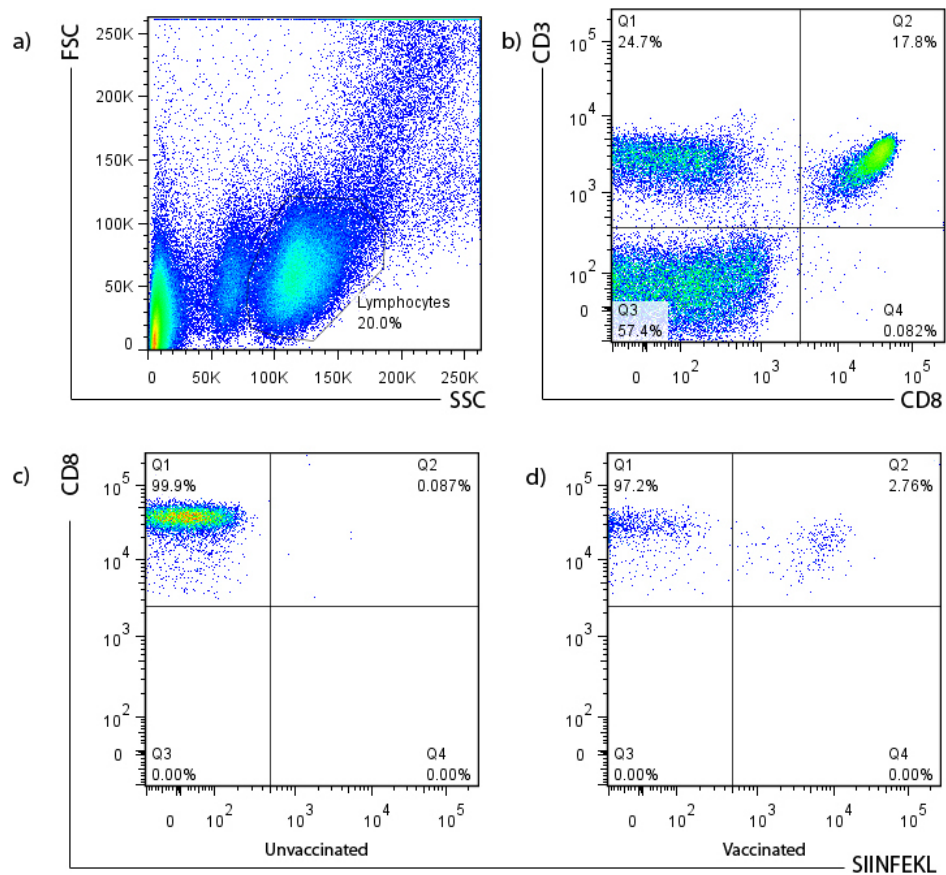 a)
FSC
250K
200K
150K
100K
50K
0
Lymphocytes
20.0%
0 50K 100K 150K 200K 250K
SSC
b)
CD3
Q1
24.7%
Q2
17.8%
10^5
10^4
10^3
10^2
0
Q3
57.4%
Q4
0.082%
0 10^2 10^3 10^4 10^5
CD8
c)
CD8
Q1
99.9%
Q2
0.087%
10^5
10^4
10^3
10^2
0
Q3
0.00%
Q4
0.00%
0 10^2 10^3 10^4 10^5
Unvaccinated
d)
Q1
97.2%
Q2
2.76%
10^5
10^4
10^3
10^2
0
Q3
0.00%
Q4
0.00%
0 10^2 10^3 10^4 10^5
Vaccinated
SIINFEKL